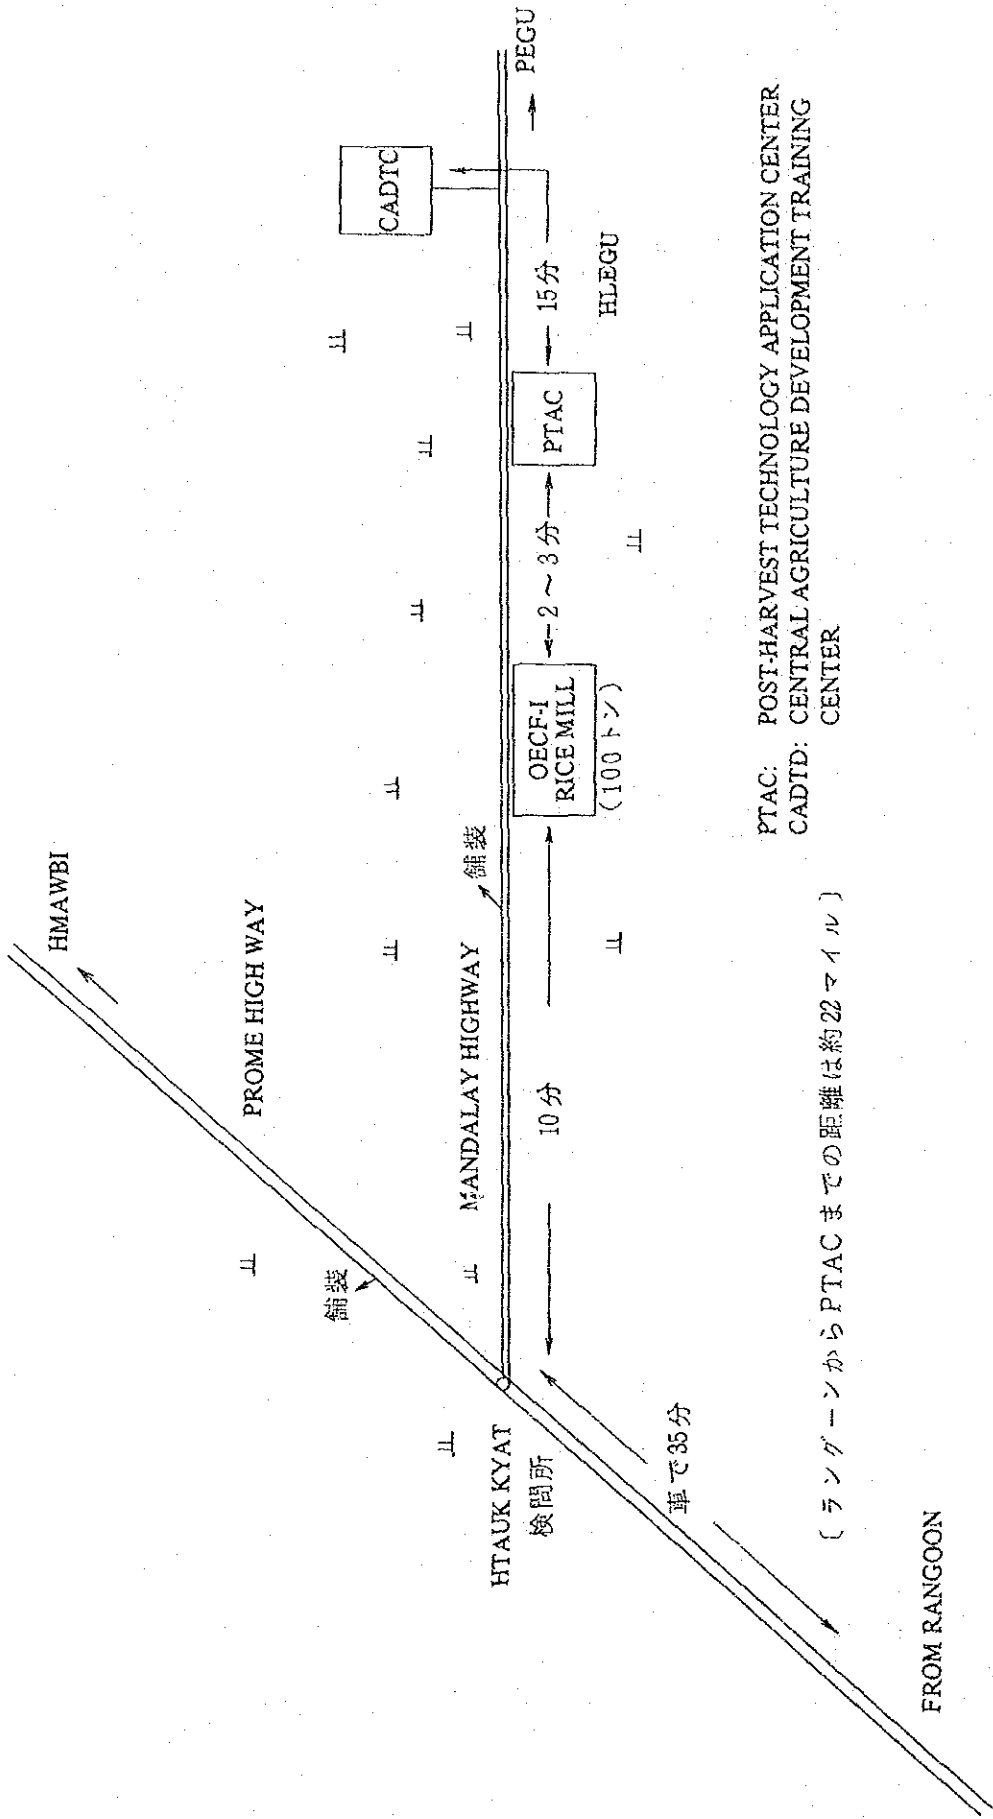 HMAWBI
PROME HIGH WAY
舗装
MANDALAY HIGHWAY
舗装
CADTC
PEGU
HTAUK KYAT
検問所
10分
OECF-I
RICE MILL
(100トン)
2〜3分
PTAC
15分
HLEGU
車で35分
FROM RANGOON
〔ラングーンからPTACまでの距離は約22マイル〕
PTAC: POST-HARVEST TECHNOLOGY APPLICATION CENTER
CADTD: CENTRAL AGRICULTURE DEVELOPMENT TRAINING
CENTER